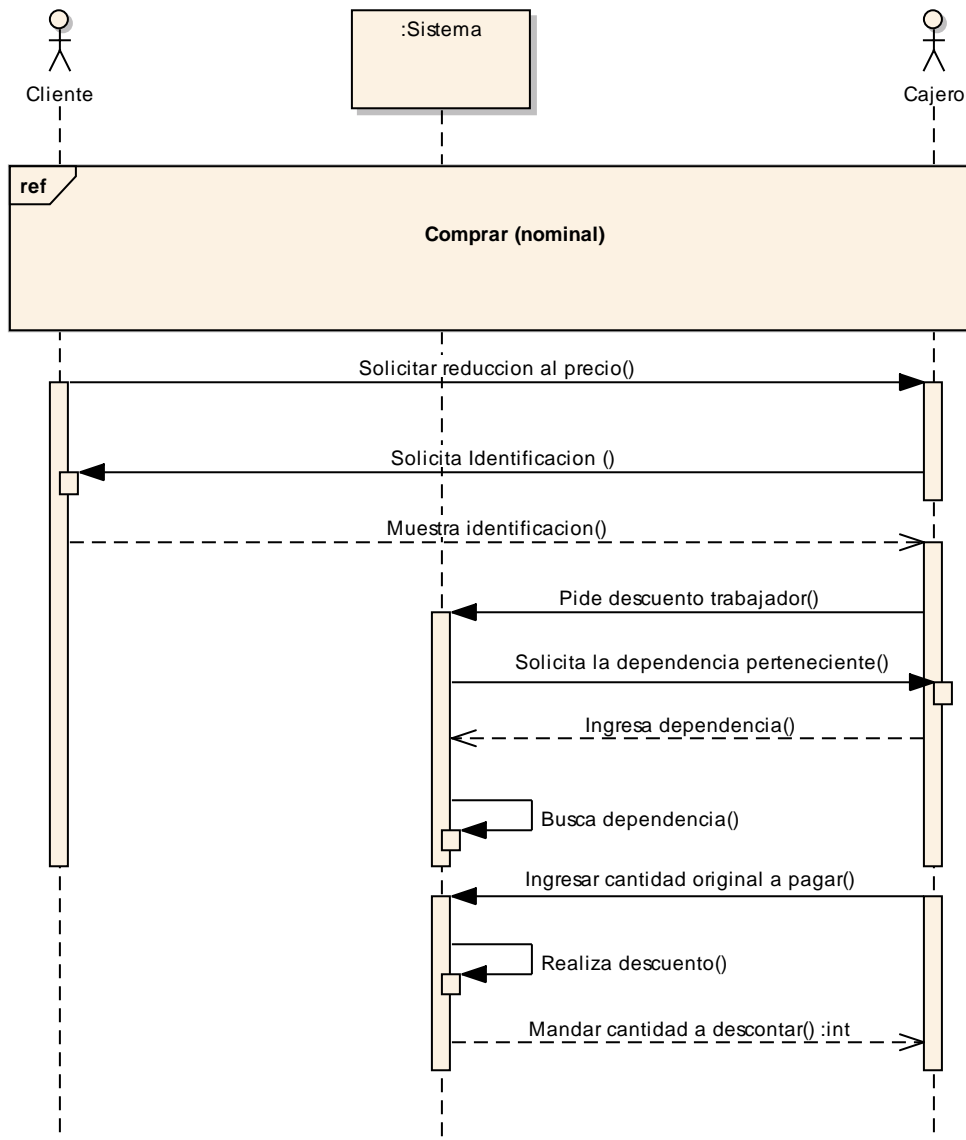 Cliente
:Sistema
Cajero
ref
Comprar (nominal)
Solicitar reduccion al precio()
Solicita Identificacion ()
Muestra identificacion()
Pide descuento trabajador()
Solicita la dependencia perteneciente()
Ingresa dependencia()
Busca dependencia()
Ingresar cantidad original a pagar()
Realiza descuento()
Mandar cantidad a descontar() :int